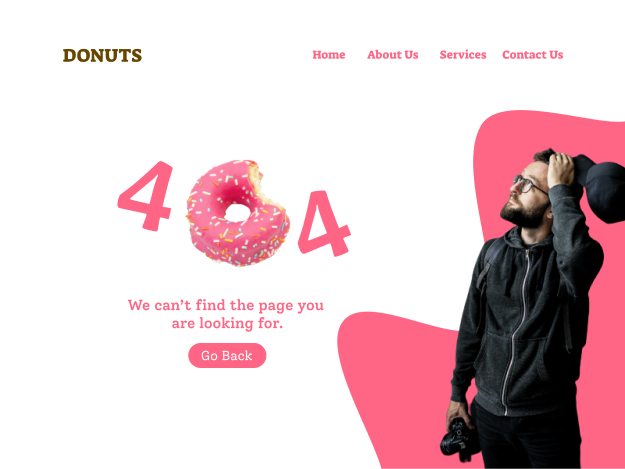 DONUTS
Home About Us Services Contact Us
4 4
We can't find the page you
are looking for.
Go Back